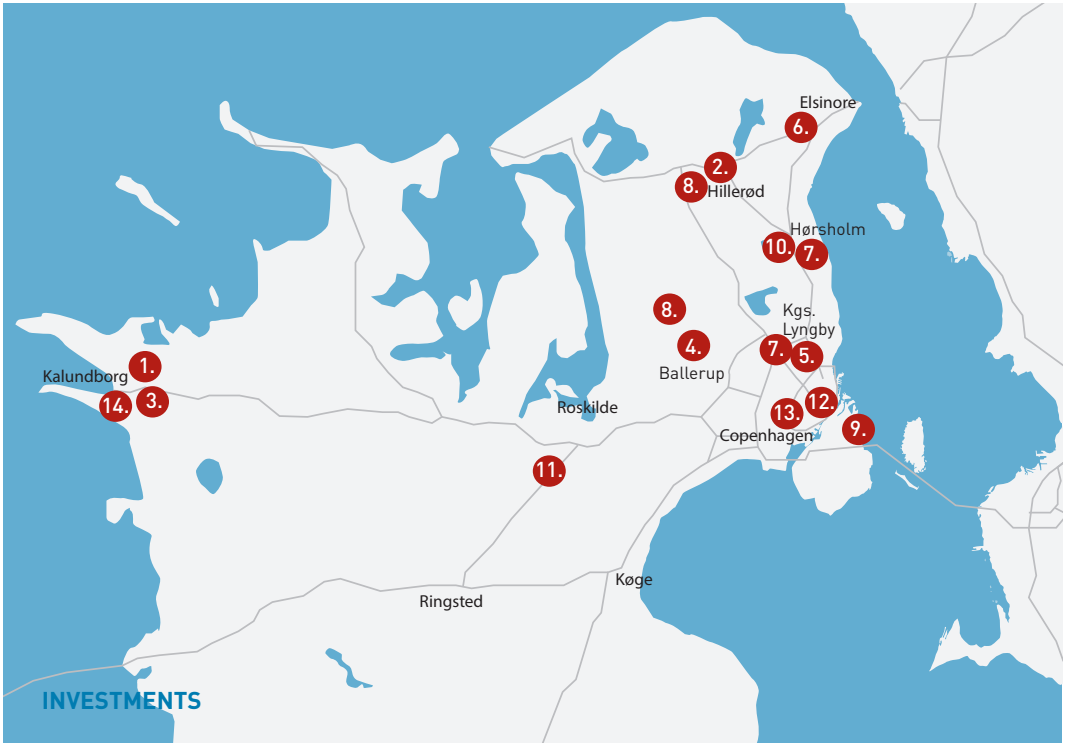 Elsinore
6.
2.
8.
Hillerød
Hørsholm
10.
7.
8.
Kgs.
Lyngby
4.
7.
5.
Ballerup
1.
Kalundborg
14.
3.
Roskilde
12.
13.
9.
Copenhagen
11.
Køge
Ringsted
INVESTMENTS